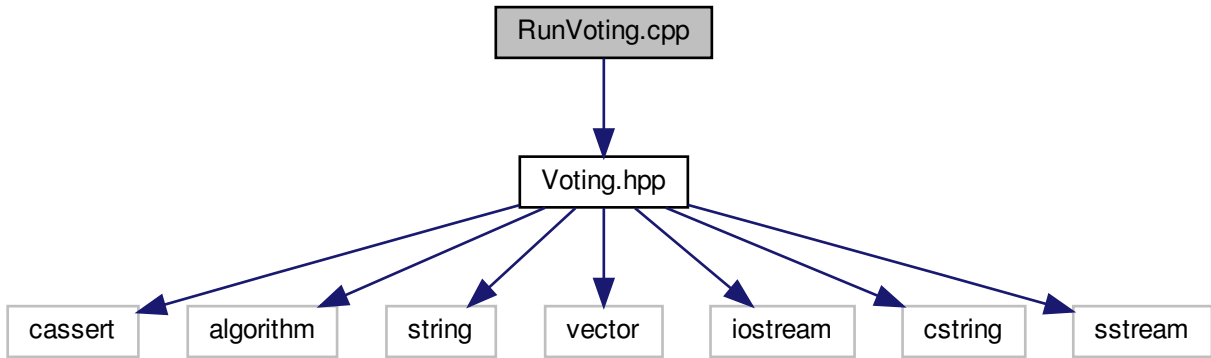 RunVoting.cpp
Voting.hpp
cassert
algorithm
string
vector
iostream
cstring
sstream